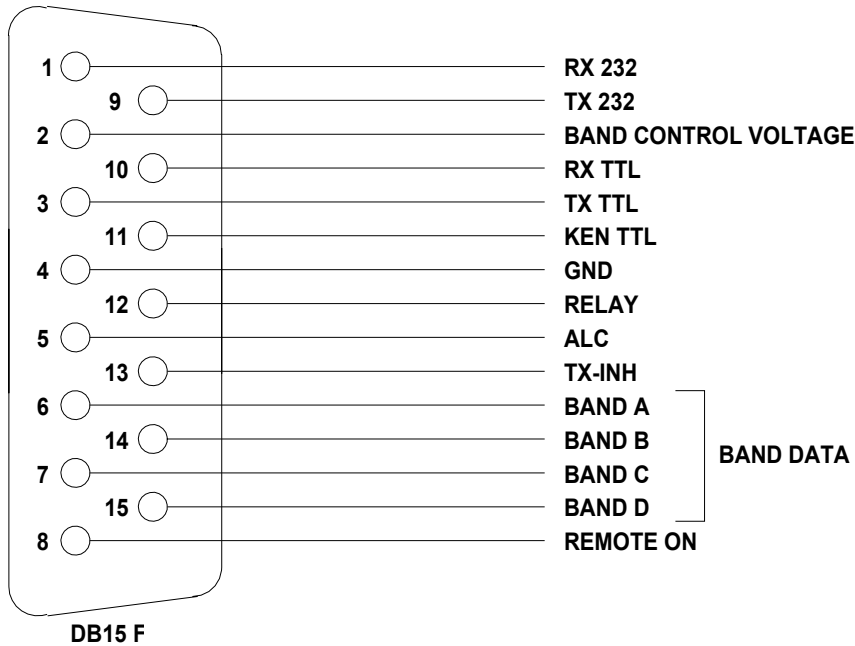 1 RX 232
9 TX 232
2 BAND CONTROL VOLTAGE
10 RX TTL
3 TX TTL
11 KEN TTL
4 GND
12 RELAY
5 ALC
13 TX-INH
6 BAND A
14 BAND B
BAND DATA
7 BAND C
15 BAND D
8 REMOTE ON
DB15 F